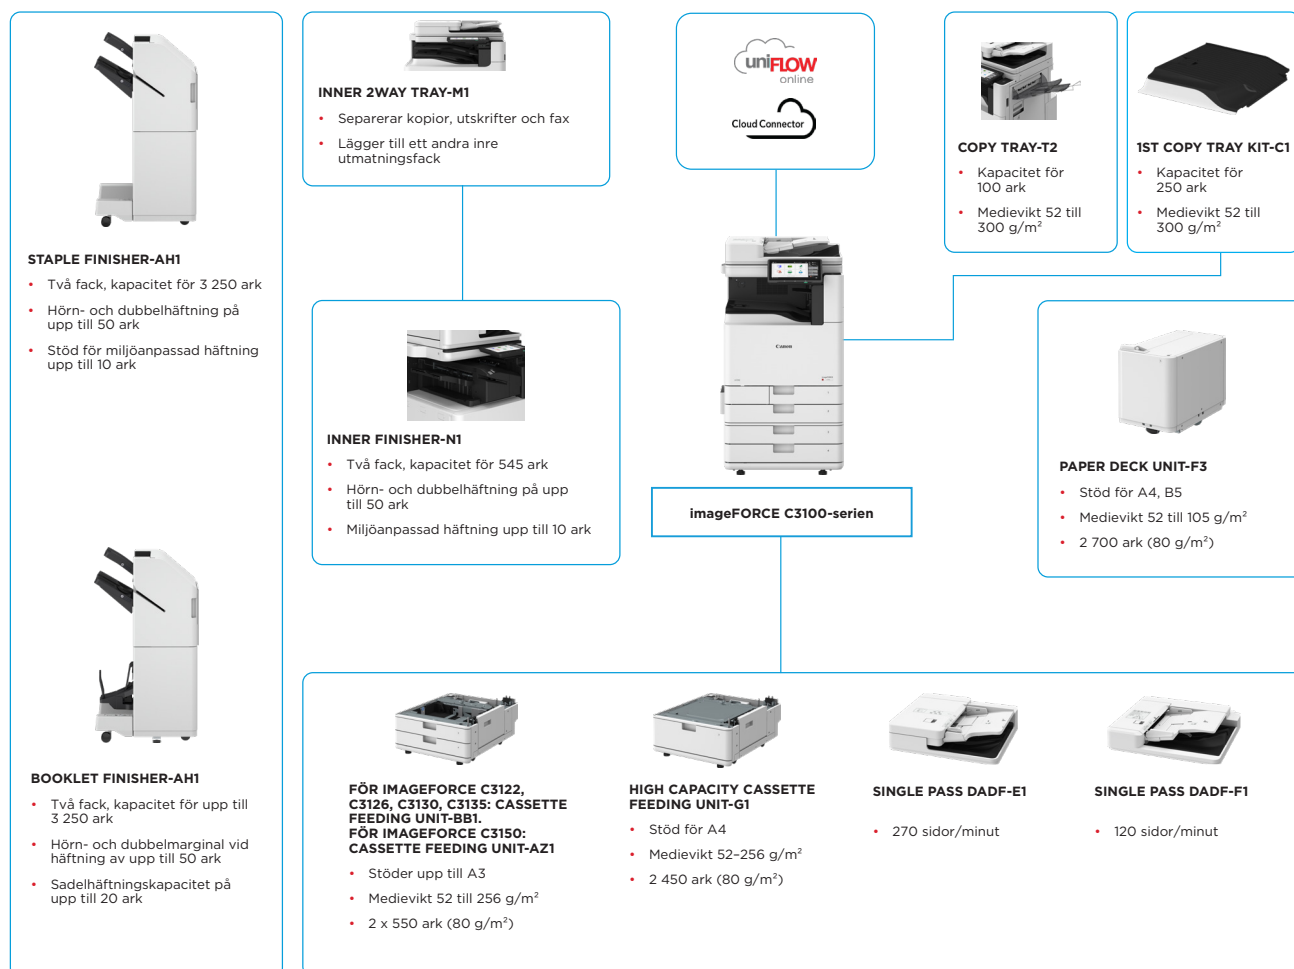 STAPLE FINISHER-AH1
• Två fack, kapacitet för 3 250 ark
• Hörn- och dubbelhäftning på
upp till 50 ark
• Stöd för miljöanpassad häftning
upp till 10 ark
BOOKLET FINISHER-AH1
• Två fack, kapacitet för upp till
3 250 ark
• Hörn- och dubbelmarginal vid
häftning av upp till 50 ark
• Sadelhäftningskapacitet på
upp till 20 ark
INNER 2WAY TRAY-M1
• Separerar kopior, utskrifter och fax
• Lägger till ett andra inre
utmatningsfack
INNER FINISHER-N1
• Två fack, kapacitet för 545 ark
• Hörn- och dubbelhäftning på upp
till 50 ark
• Miljöanpassad häftning upp till 10 ark
uniFLOW
online
Cloud Connector
Canon
imageFORCE C3100-serien
COPY TRAY-T2
• Kapacitet för
100 ark
• Medievikt 52 till
300 g/m²
1ST COPY TRAY KIT-C1
• Kapacitet för
250 ark
• Medievikt 52 till
300 g/m²
PAPER DECK UNIT-F3
• Stöd för A4, B5
• Medievikt 52 till 105 g/m²
• 2 700 ark (80 g/m²)
FÖR IMAGEFORCE C3122,
C3126, C3130, C3135: CASSETTE
FEEDING UNIT-BB1.
FÖR IMAGEFORCE C3150:
CASSETTE FEEDING UNIT-AZ1
• Stöder upp till A3
• Medievikt 52 till 256 g/m²
• 2 x 550 ark (80 g/m²)
HIGH CAPACITY CASSETTE
FEEDING UNIT-G1
• Stöd för A4
• Medievikt 52–256 g/m²
• 2 450 ark (80 g/m²)
SINGLE PASS DADF-E1
• 270 sidor/minut
SINGLE PASS DADF-F1
• 120 sidor/minut